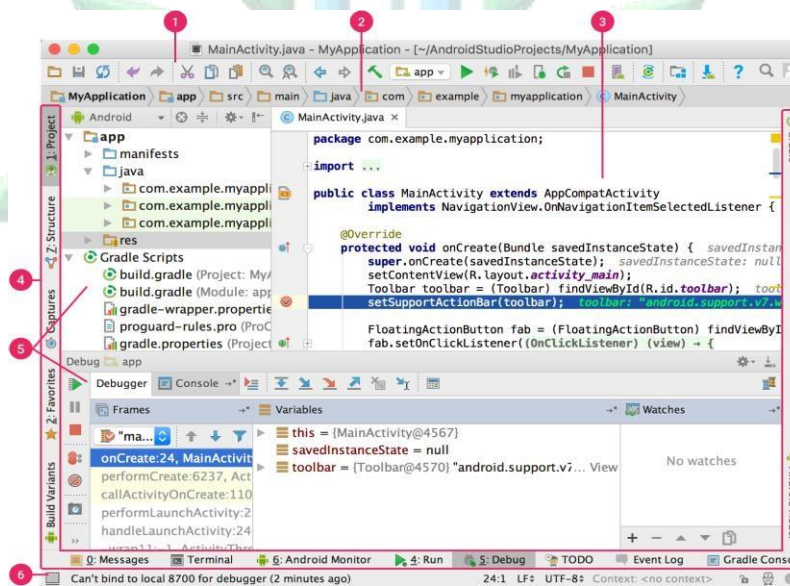 1
2
3
MainActivity.java - MyApplication - [~/AndroidStudioProjects/MyApplication]
app
MyApplication app src main java com example myapplication MainActivity
1: Project
Z: Structure
Captures
2: Favorites
Build Variants
4
5
6
Android
MainActivity.java ×
app
manifests
java
com.example.myappli
com.example.myappli
com.example.myappli
res
Gradle Scripts
build.gradle (Project: MyA
build.gradle (Module: app
gradle-wrapper.propertie
proguard-rules.pro (ProC
gradle.properties (Project
package com.example.myapplication;
import ...
public class MainActivity extends AppCompatActivity
implements NavigationView.OnNavigationItemSelectedListener {
@Override
protected void onCreate(Bundle savedInstanceState) { savedInstan
super.onCreate(savedInstanceState); savedInstanceState: null
setContentView(R.layout.activity_main);
Toolbar toolbar = (Toolbar) findViewById(R.id.toolbar); tool
setSupportActionBar(toolbar); toolbar: "android.support.v7.w
FloatingActionButton fab = (FloatingActionButton) findViewByI
fab.setOnClickListener((OnClickListener) (view) → {
Debug app
Debugger Console
Frames Variables Watches
"ma...
onCreate:24, MainActivit
performCreate:6237, Act
callActivityOnCreate:110
performLaunchActivity:2
handleLaunchActivity:24
this = {MainActivity@4567}
savedInstanceState = null
toolbar = {Toolbar@4570} "android.support.v7... View
No watches
0: Messages Terminal 6: Android Monitor 4: Run 5: Debug TODO Event Log Gradle Conso
Can't bind to local 8700 for debugger (2 minutes ago) 24:1 LF÷ UTF-8÷ Context: <no context>